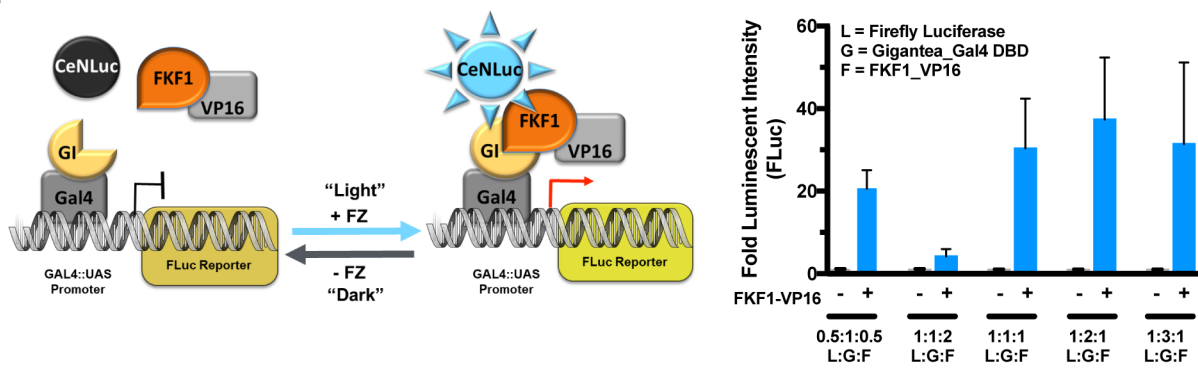 CeNLuc
FKF1
VP16
GI
Gal4
GAL4::UAS
Promoter
FLuc Reporter
“Light”
+ FZ
- FZ
“Dark”
CeNLuc
FKF1
GI
VP16
Gal4
GAL4::UAS
Promoter
FLuc Reporter
Fold Luminescent Intensity
(FLuc)
60
40
20
0
L = Firefly Luciferase
G = Gigantea_Gal4 DBD
F = FKF1_VP16
FKF1-VP16 - + - + - + - + - +
0.5:1:0.5 1:1:2 1:1:1 1:2:1 1:3:1
L:G:F L:G:F L:G:F L:G:F L:G:F